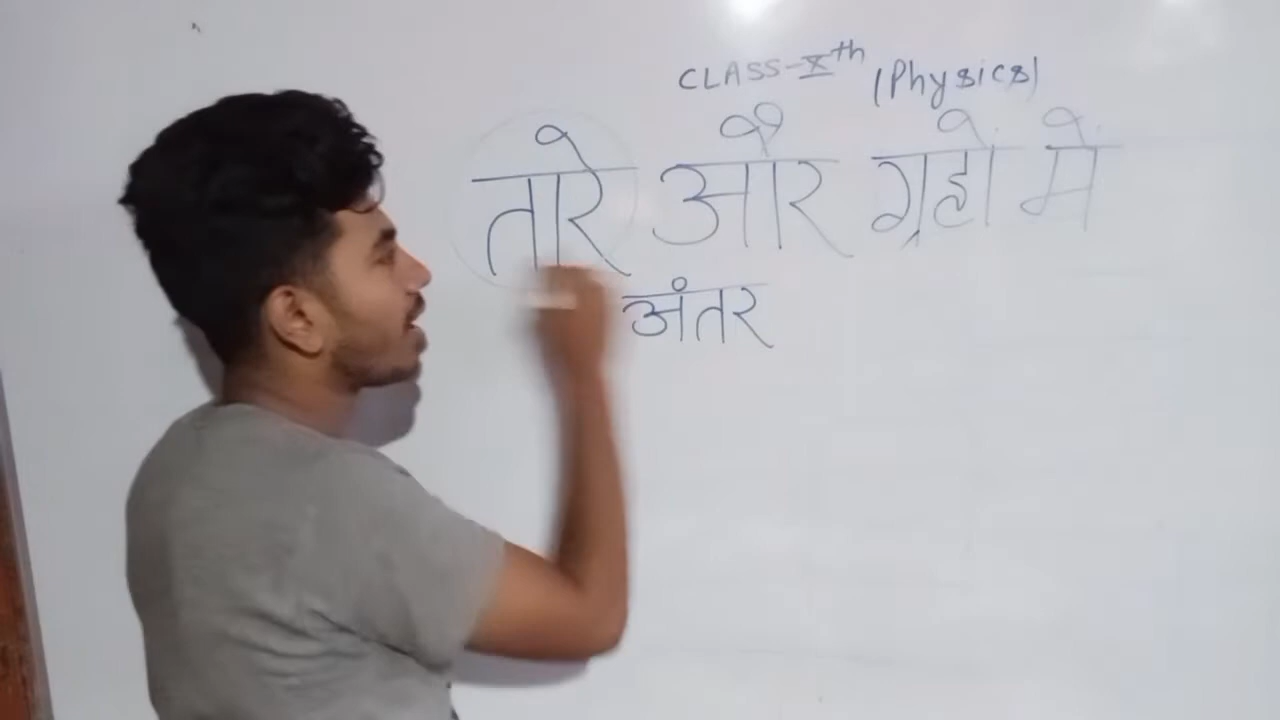 CLASS-Xth (Physics)
तारे और ग्रहों में
अंतर